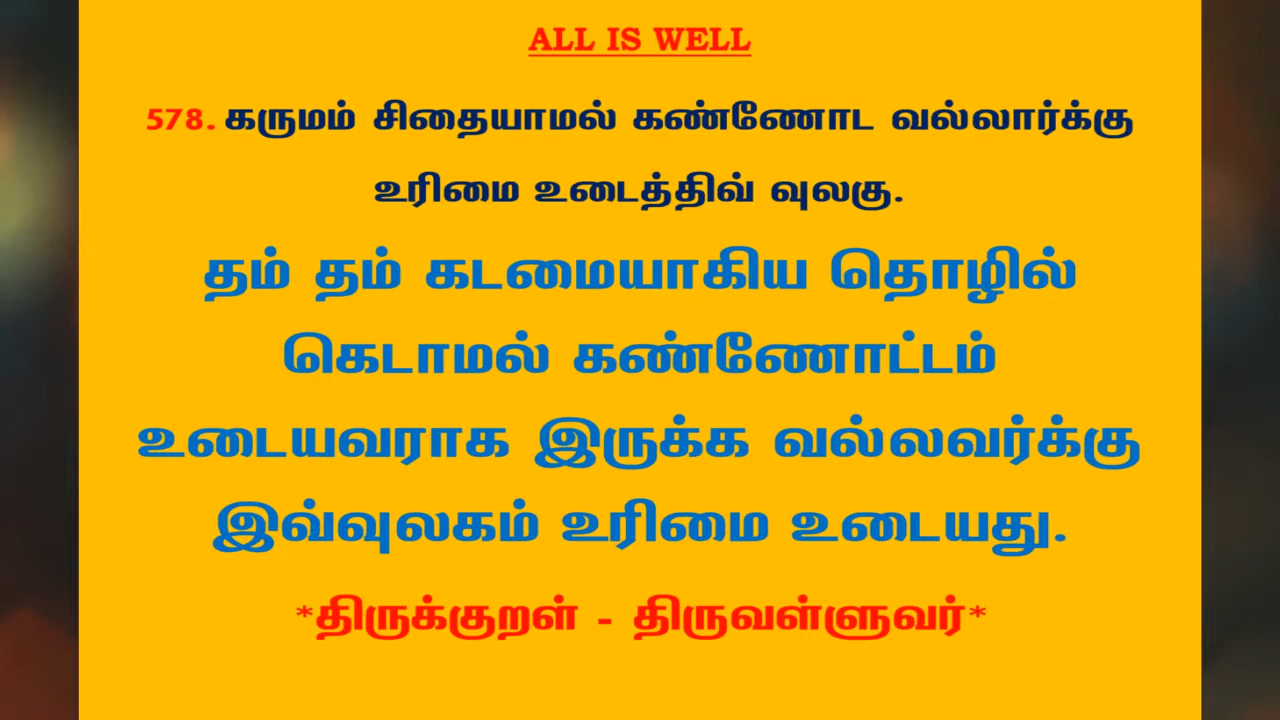 ALL IS WELL
578. கருமம் சிதையாமல் கண்ணோட வல்லார்க்கு
உரிமை உடைத்திவ் வுலகு.
தம் தம் கடமையாகிய தொழில்
கெடாமல் கண்ணோட்டம்
உடையவராக இருக்க வல்லவர்க்கு
இவ்வுலகம் உரிமை உடையது.
*திருக்குறள் - திருவள்ளுவர்*